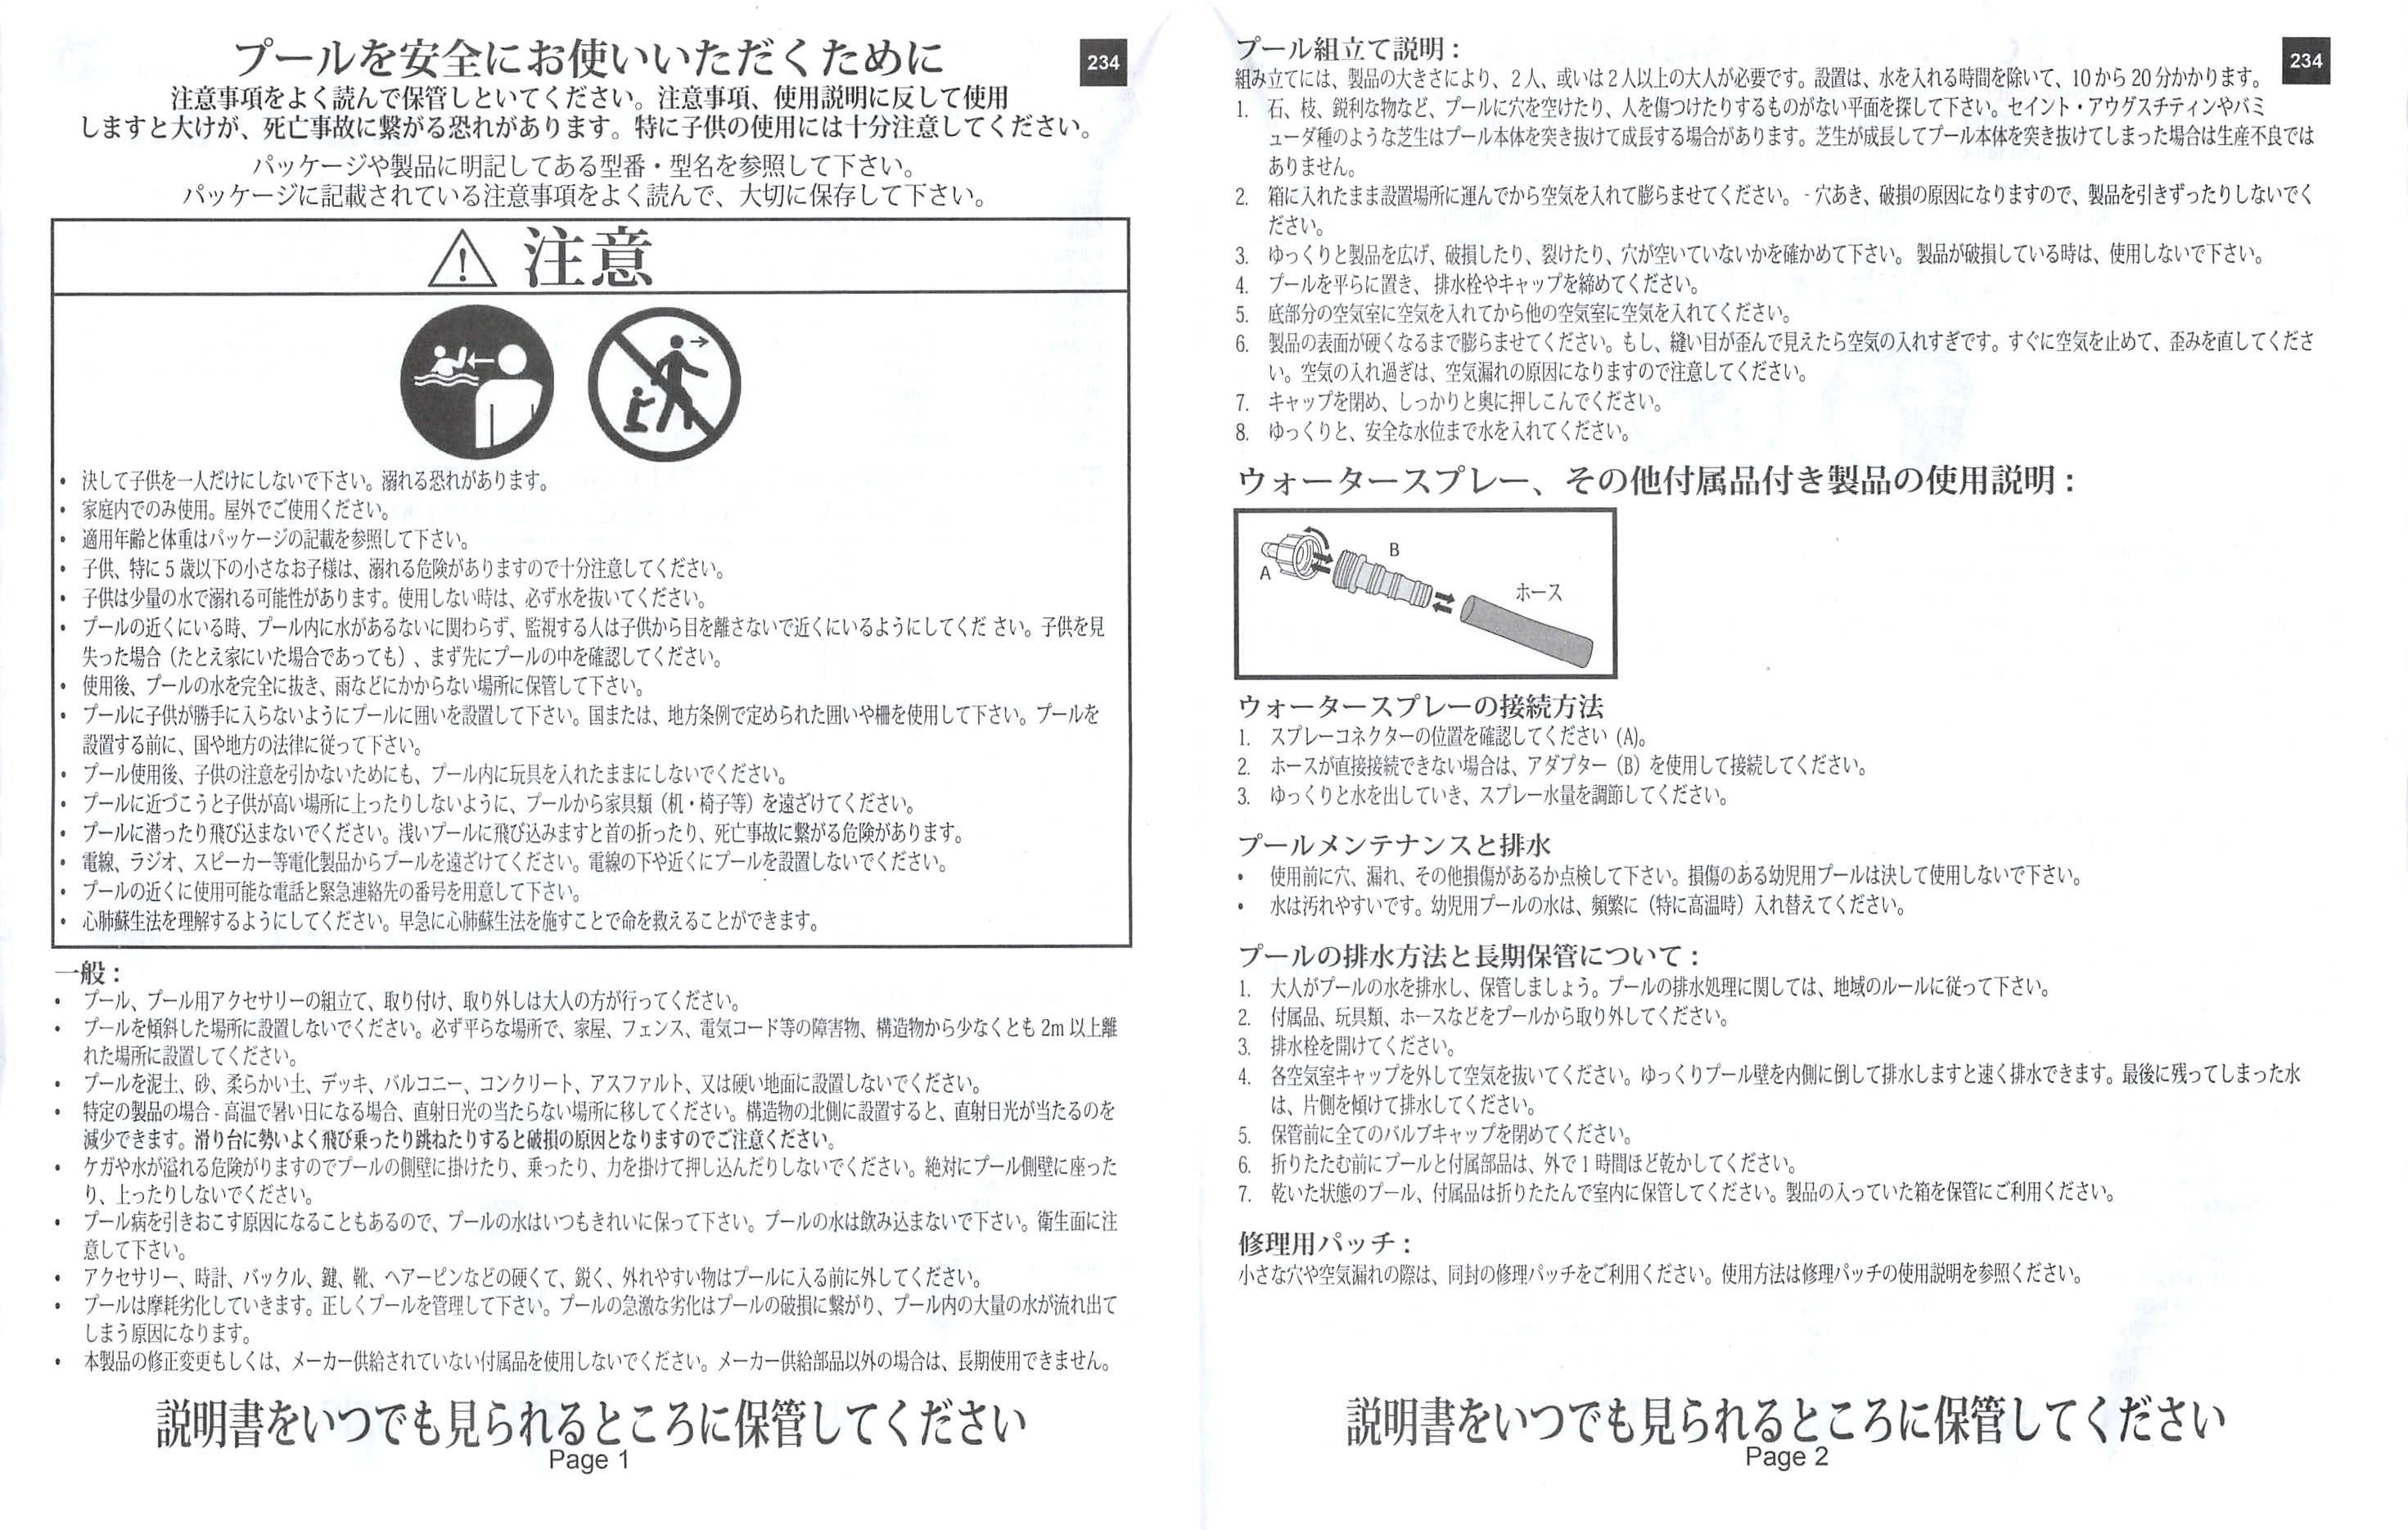 プールを安全にお使いいただくために
234
注意事項をよく読んで保管しといてください。注意事項、使用説明に反して使用
しますと大けが、死亡事故に繋がる恐れがあります。特に子供の使用には十分注意してください。
パッケージや製品に明記してある型番・型名を参照して下さい。
パッケージに記載されている注意事項をよく読んで、大切に保存して下さい。
注意
• 決して子供を一人だけにしないで下さい。溺れる恐れがあります。
• 家庭内でのみ使用。屋外でご使用ください。
• 適用年齢と体重はパッケージの記載を参照して下さい。
• 子供、特に 5 歳以下の小さなお子様は、溺れる危険がありますので十分注意してください。
• 子供は少量の水で溺れる可能性があります。使用しない時は、必ず水を抜いてください。
• プールの近くにいる時、プール内に水があるないに関わらず、監視する人は子供から目を離さないで近くにいるようにしてくだ さい。子供を見
失った場合（たとえ家にいた場合であっても）、まず先にプールの中を確認してください。
• 使用後、プールの水を完全に抜き、雨などにかからない場所に保管して下さい。
• プールに子供が勝手に入らないようにプールに囲いを設置して下さい。国または、地方条例で定められた囲いや柵を使用して下さい。プールを
設置する前に、国や地方の法律に従って下さい。
• プール使用後、子供の注意を引かないためにも、プール内に玩具を入れたままにしないでください。
• プールに近づこうと子供が高い場所に上ったりしないように、プールから家具類（机・椅子等）を遠ざけてください。
• プールに潜ったり飛び込まないでください。浅いプールに飛び込みますと首の折ったり、死亡事故に繋がる危険があります。
• 電線、ラジオ、スピーカー等電化製品からプールを遠ざけてください。電線の下や近くにプールを設置しないでください。
• プールの近くに使用可能な電話と緊急連絡先の番号を用意して下さい。
• 心肺蘇生法を理解するようにしてください。早急に心肺蘇生法を施すことで命を救えることができます。
一般：
• プール、プール用アクセサリーの組立て、取り付け、取り外しは大人の方が行ってください。
• プールを傾斜した場所に設置しないでください。必ず平らな場所で、家屋、フェンス、電気コード等の障害物、構造物から少なくとも 2m 以上離
れた場所に設置してください。
• プールを泥土、砂、柔らかい土、デッキ、バルコニー、コンクリート、アスファルト、又は硬い地面に設置しないでください。
• 特定の製品の場合 - 高温で暑い日になる場合、直射日光の当たらない場所に移してください。構造物の北側に設置すると、直射日光が当たるのを
減少できます。滑り台に勢いよく飛び乗ったり跳ねたりすると破損の原因となりますのでご注意ください。
• ケガや水が溢れる危険がりますのでプールの側壁に掛けたり、乗ったり、力を掛けて押し込んだりしないでください。絶対にプール側壁に座った
り、上ったりしないでください。
• プール病を引きおこす原因になることもあるので、プールの水はいつもきれいに保って下さい。プールの水は飲み込まないで下さい。衛生面に注
意して下さい。
• アクセサリー、時計、バックル、鍵、靴、ヘアーピンなどの硬くて、鋭く、外れやすい物はプールに入る前に外してください。
• プールは摩耗劣化していきます。正しくプールを管理して下さい。プールの急激な劣化はプールの破損に繋がり、プール内の大量の水が流れ出て
しまう原因になります。
• 本製品の修正変更もしくは、メーカー供給されていない付属品を使用しないでください。メーカー供給部品以外の場合は、長期使用できません。
説明書をいつでも見られるところに保管してください
Page 1
プール組立て説明：
234
組み立てには、製品の大きさにより、２人、或いは２人以上の大人が必要です。設置は、水を入れる時間を除いて、10 から 20 分かかります。
1. 石、枝、鋭利な物など、プールに穴を空けたり、人を傷つけたりするものがない平面を探して下さい。セイント・アウグスチティンやバミ
ューダ種のような芝生はプール本体を突き抜けて成長する場合があります。芝生が成長してプール本体を突き抜けてしまった場合は生産不良では
ありません。
2. 箱に入れたまま設置場所に運んでから空気を入れて膨らませてください。 - 穴あき、破損の原因になりますので、製品を引きずったりしないでく
ださい。
3. ゆっくりと製品を広げ、破損したり、裂けたり、穴が空いていないかを確かめて下さい。 製品が破損している時は、使用しないで下さい。
4. プールを平らに置き、 排水栓やキャップを締めてください。
5. 底部分の空気室に空気を入れてから他の空気室に空気を入れてください。
6. 製品の表面が硬くなるまで膨らませてください。もし、縫い目が歪んで見えたら空気の入れすぎです。すぐに空気を止めて、歪みを直してくださ
い。空気の入れ過ぎは、空気漏れの原因になりますので注意してください。
7. キャップを閉め、しっかりと奥に押しこんでください。
8. ゆっくりと、安全な水位まで水を入れてください。
ウォータースプレー、その他付属品付き製品の使用説明：
A
B
ホース
ウォータースプレーの接続方法
1. スプレーコネクターの位置を確認してください (A)。
2. ホースが直接接続できない場合は、アダプター（B）を使用して接続してください。
3. ゆっくりと水を出していき、スプレー水量を調節してください。
プールメンテナンスと排水
• 使用前に穴、漏れ、その他損傷があるか点検して下さい。損傷のある幼児用プールは決して使用しないで下さい。
• 水は汚れやすいです。幼児用プールの水は、頻繁に（特に高温時）入れ替えてください。
プールの排水方法と長期保管について：
1. 大人がプールの水を排水し、保管しましょう。プールの排水処理に関しては、地域のルールに従って下さい。
2. 付属品、玩具類、ホースなどをプールから取り外してください。
3. 排水栓を開けてください。
4. 各空気室キャップを外して空気を抜いてください。ゆっくりプール壁を内側に倒して排水しますと速く排水できます。最後に残ってしまった水
は、片側を傾けて排水してください。
5. 保管前に全てのバルブキャップを閉めてください。
6. 折りたたむ前にプールと付属部品は、外で 1 時間ほど乾かしてください。
7. 乾いた状態のプール、付属品は折りたたんで室内に保管してください。製品の入っていた箱を保管にご利用ください。
修理用パッチ：
小さな穴や空気漏れの際は、同封の修理パッチをご利用ください。使用方法は修理パッチの使用説明を参照ください。
説明書をいつでも見られるところに保管してください
Page 2